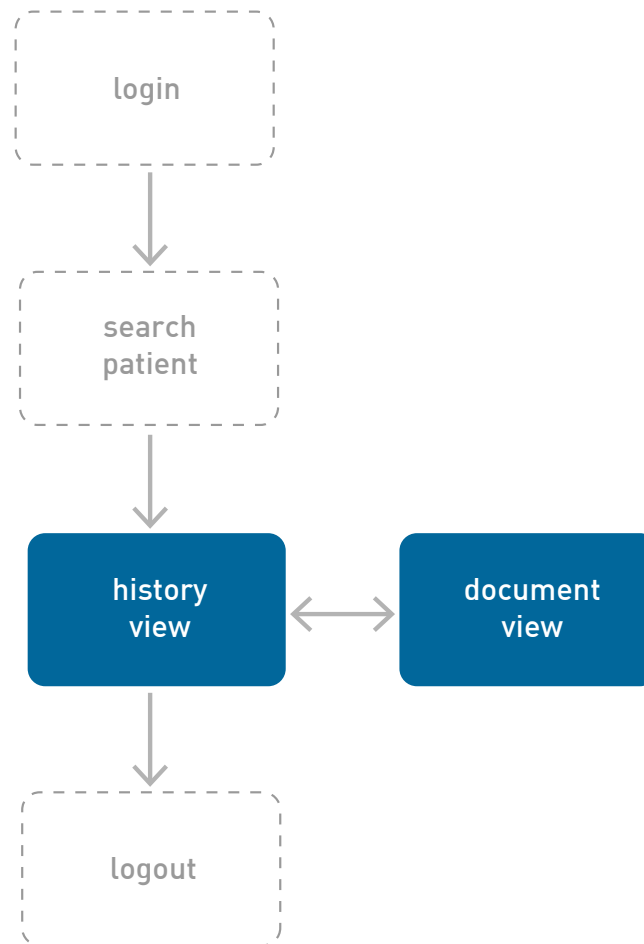 login
search
patient
history
view
document
view
logout